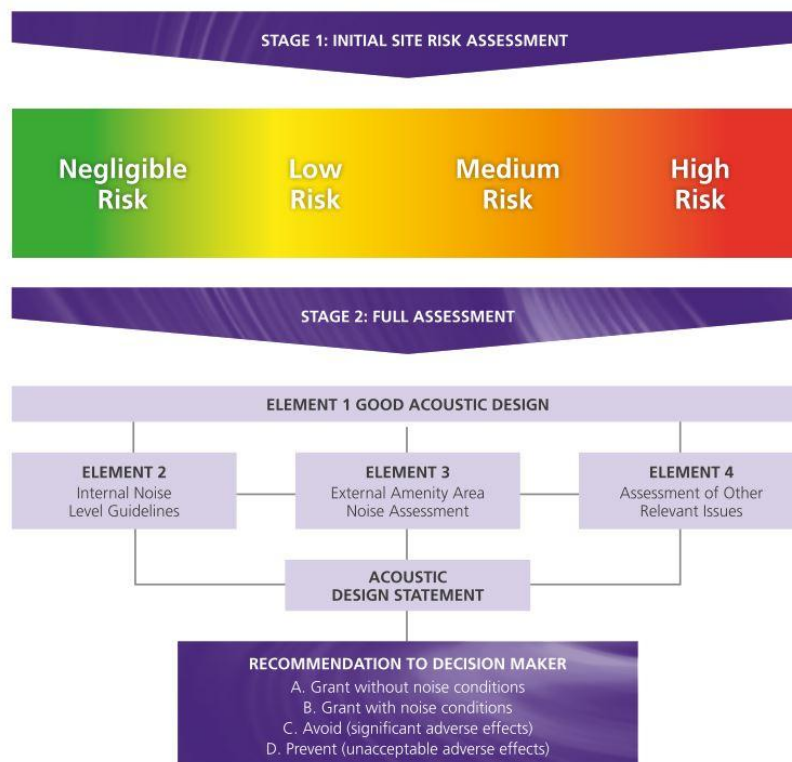 STAGE 1: INITIAL SITE RISK ASSESSMENT
Negligible
Risk
Low
Risk
Medium
Risk
High
Risk
STAGE 2: FULL ASSESSMENT
ELEMENT 1 GOOD ACOUSTIC DESIGN
ELEMENT 2
Internal Noise
Level Guidelines
ELEMENT 3
External Amenity Area
Noise Assessment
ELEMENT 4
Assessment of Other
Relevant Issues
ACOUSTIC
DESIGN STATEMENT
RECOMMENDATION TO DECISION MAKER
A. Grant without noise conditions
B. Grant with noise conditions
C. Avoid (significant adverse effects)
D. Prevent (unacceptable adverse effects)